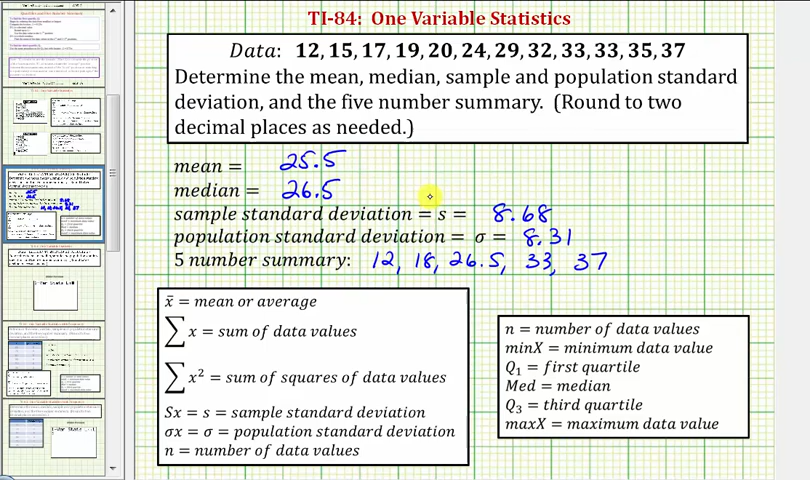 TI-84: One Variable Statistics
Data: 12, 15, 17, 19, 20, 24, 29, 32, 33, 33, 35, 37
Determine the mean, median, sample and population standard
deviation, and the five number summary. (Round to two
decimal places as needed.)
mean = 25.5
median = 26.5
sample standard deviation = s = 8.68
population standard deviation = σ = 8.31
5 number summary: 12, 18, 26.5, 33, 37
x̄ = mean or average
∑ x = sum of data values
∑ x² = sum of squares of data values
Sx = s = sample standard deviation
σx = σ = population standard deviation
n = number of data values
n = number of data values
minX = minimum data value
Q₁ = first quartile
Med = median
Q₃ = third quartile
maxX = maximum data value